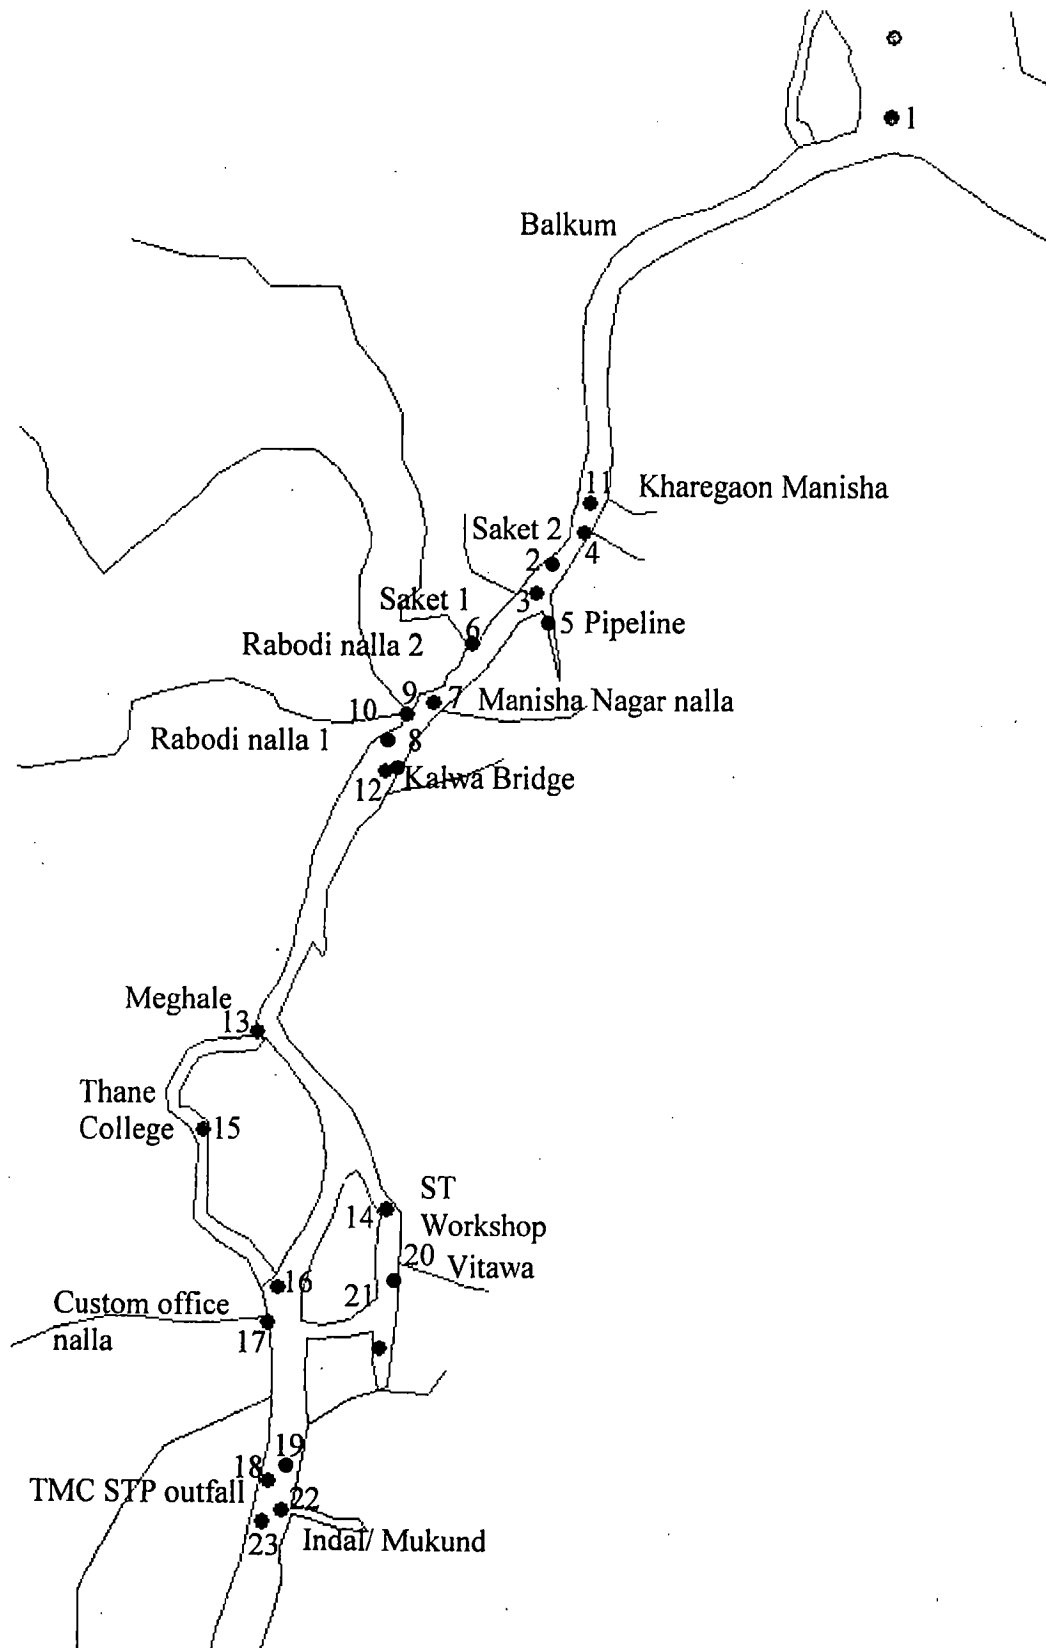 1
Balkum
11
Kharegaon Manisha
Saket 2
2
4
3
Saket 1
5 Pipeline
6
Rabodi nalla 2
9
7
Manisha Nagar nalla
10
Rabodi nalla 1
8
12
Kalwa Bridge
Meghale
13
Thane
College
15
ST
Workshop
14
20
Vitawa
16
21
Custom office
nalla
17
19
18
TMC STP outfall
22
23
Indal/ Mukund